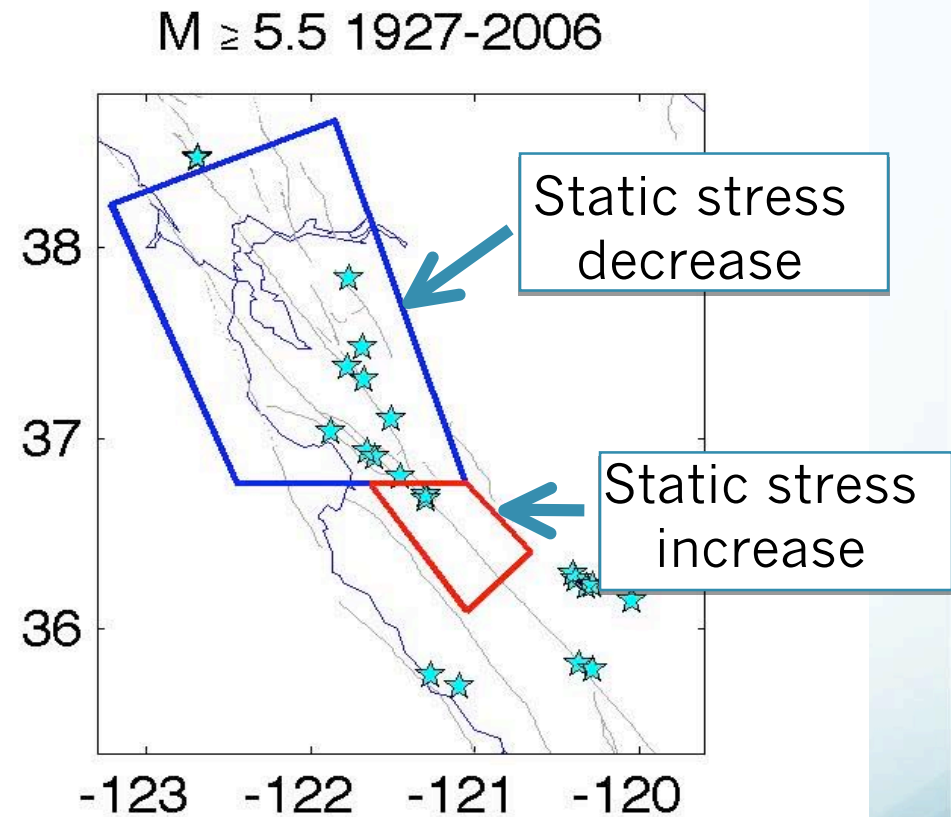 M ≥ 5.5 1927-2006
Static stress
decrease
Static stress
increase
38
37
36
-123 -122 -121 -120